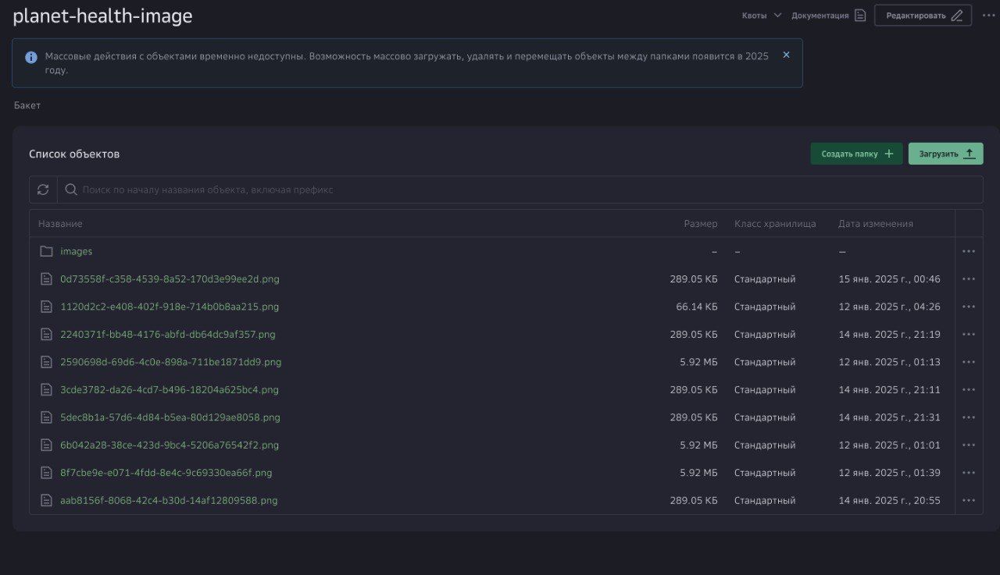 planet-health-image
Квоты Документация Редактировать
Массовые действия с объектами временно недоступны. Возможность массово загружать, удалять и перемещать объекты между папками появится в 2025
году.
Бакет
Список объектов
Создать папку
Загрузить
Поиск по началу названия объекта, включая префикс
Название Размер Класс хранилища Дата изменения
images – – –
0d73558f-c358-4539-8a52-170d3e99ee2d.png 289.05 КБ Стандартный 15 янв. 2025 г., 00:46
1120d2c2-e408-402f-918e-714b0b8aa215.png 66.14 КБ Стандартный 12 янв. 2025 г., 04:26
2240371f-bb48-4176-abfd-db64dc9af357.png 289.05 КБ Стандартный 14 янв. 2025 г., 21:19
2590698d-69d6-4c0e-898a-711be1871dd9.png 5.92 МБ Стандартный 12 янв. 2025 г., 01:13
3cde3782-da26-4cd7-b496-18204a625bc4.png 289.05 КБ Стандартный 14 янв. 2025 г., 21:11
5dec8b1a-57d6-4d84-b5ea-80d129ae8058.png 289.05 КБ Стандартный 14 янв. 2025 г., 21:31
6b042a28-38ce-423d-9bc4-5206a76542f2.png 5.92 МБ Стандартный 12 янв. 2025 г., 01:01
8f7cbe9e-e071-4fdd-8e4c-9c69330ea66f.png 5.92 МБ Стандартный 12 янв. 2025 г., 01:39
aab8156f-8068-42c4-b30d-14af12809588.png 289.05 КБ Стандартный 14 янв. 2025 г., 20:55